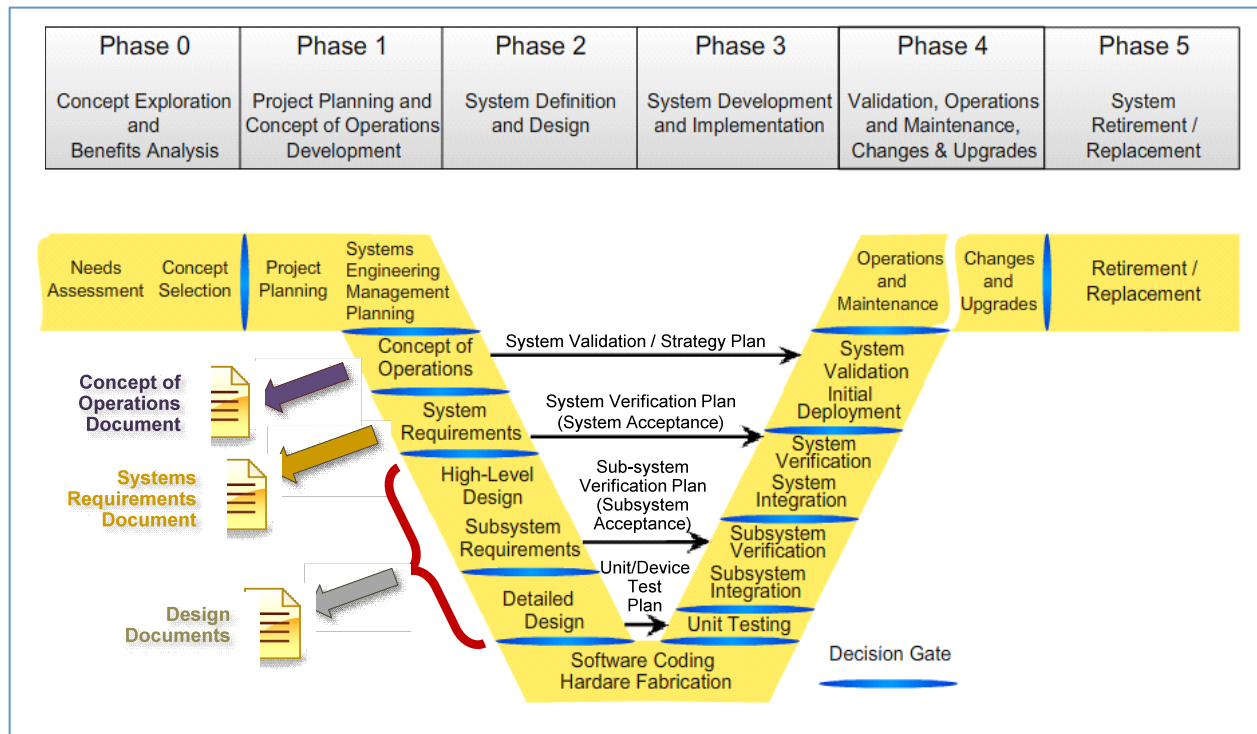 Phase 0
Concept Exploration
and
Benefits Analysis
Phase 1
Project Planning and
Concept of Operations
Development
Phase 2
System Definition
and Design
Phase 3
System Development
and Implementation
Phase 4
Validation, Operations
and Maintenance,
Changes & Upgrades
Phase 5
System
Retirement /
Replacement
Needs
Assessment
Concept
Selection
Project
Planning
Systems
Engineering
Management
Planning
Operations
and
Maintenance
Changes
and
Upgrades
Retirement /
Replacement
Concept of
Operations
System Validation / Strategy Plan
System
Validation
Initial
Deployment
Concept of
Operations
Document
System
Requirements
System Verification Plan
(System Acceptance)
System
Verification
System
Integration
Systems
Requirements
Document
High-Level
Design
Subsystem
Requirements
Sub-system
Verification Plan
(Subsystem
Acceptance)
Subsystem
Verification
Subsystem
Integration
Design
Documents
Detailed
Design
Unit/Device
Test
Plan
Unit Testing
Software Coding
Hardare Fabrication
Decision Gate